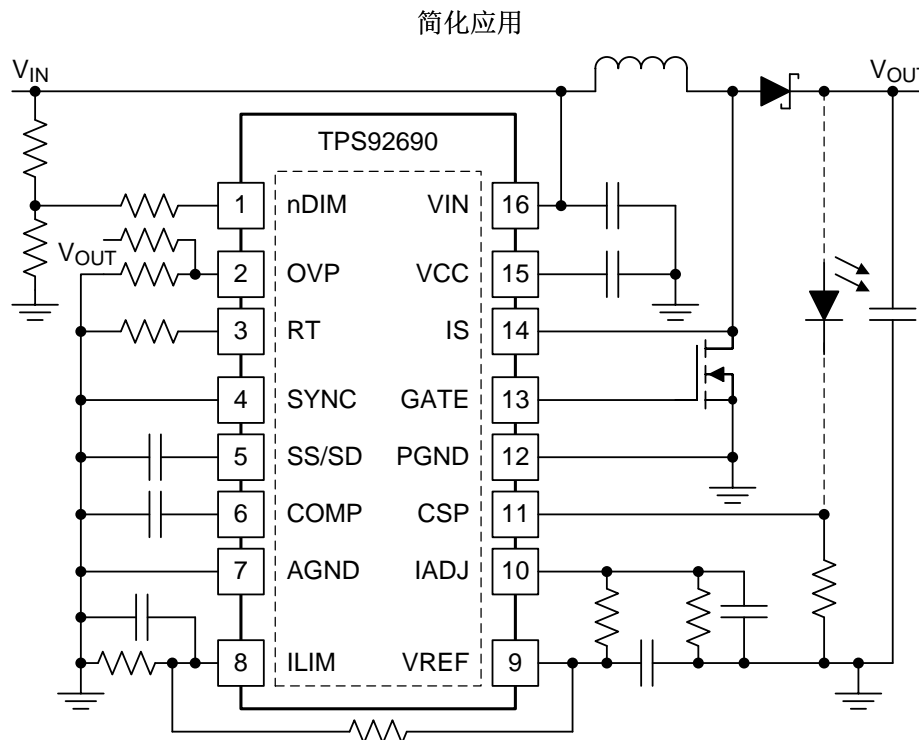 简化应用
VIN
VOUT
TPS92690
1 nDIM VIN 16
VOUT
2 OVP VCC 15
3 RT IS 14
4 SYNC GATE 13
5 SS/SD PGND 12
6 COMP CSP 11
7 AGND IADJ 10
8 ILIM VREF 9